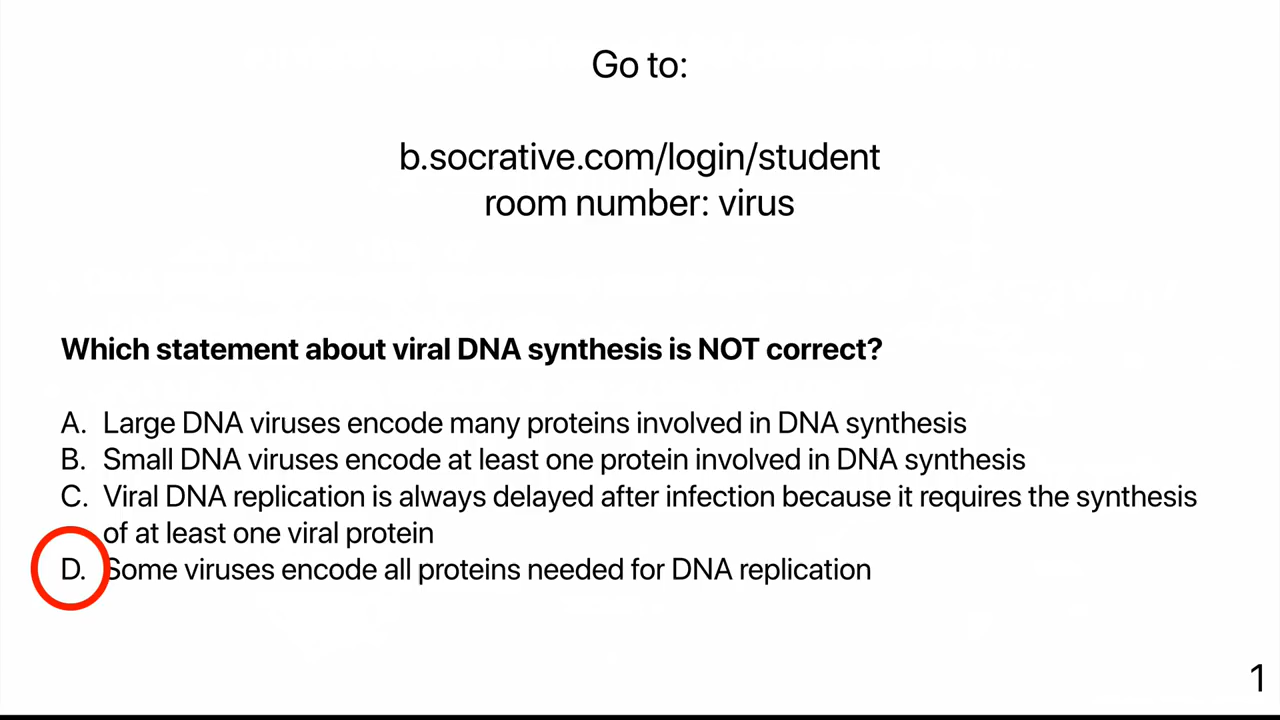 Go to:
b.socrative.com/login/student
room number: virus
Which statement about viral DNA synthesis is NOT correct?
A. Large DNA viruses encode many proteins involved in DNA synthesis
B. Small DNA viruses encode at least one protein involved in DNA synthesis
C. Viral DNA replication is always delayed after infection because it requires the synthesis
of at least one viral protein
D. Some viruses encode all proteins needed for DNA replication
1